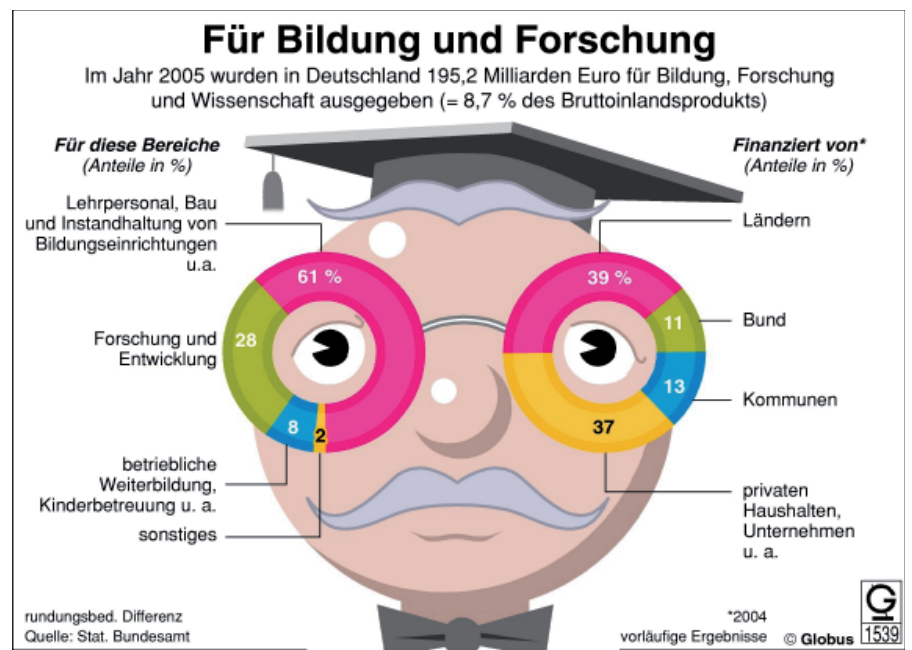 Für Bildung und Forschung
Im Jahr 2005 wurden in Deutschland 195,2 Milliarden Euro für Bildung, Forschung
und Wissenschaft ausgegeben (= 8,7 % des Bruttoinlandsprodukts)
Für diese Bereiche
(Anteile in %)
Lehrpersonal, Bau
und Instandhaltung von
Bildungseinrichtungen
u.a.
61 %
Forschung und
Entwicklung
28
8
2
betriebliche
Weiterbildung,
Kinderbetreuung u. a.
sonstiges
Finanziert von*
(Anteile in %)
Ländern
39 %
11
Bund
13
Kommunen
37
privaten
Haushalten,
Unternehmen
u. a.
rundungsbed. Differenz
Quelle: Stat. Bundesamt
*2004
vorläufige Ergebnisse
© Globus
G
1539